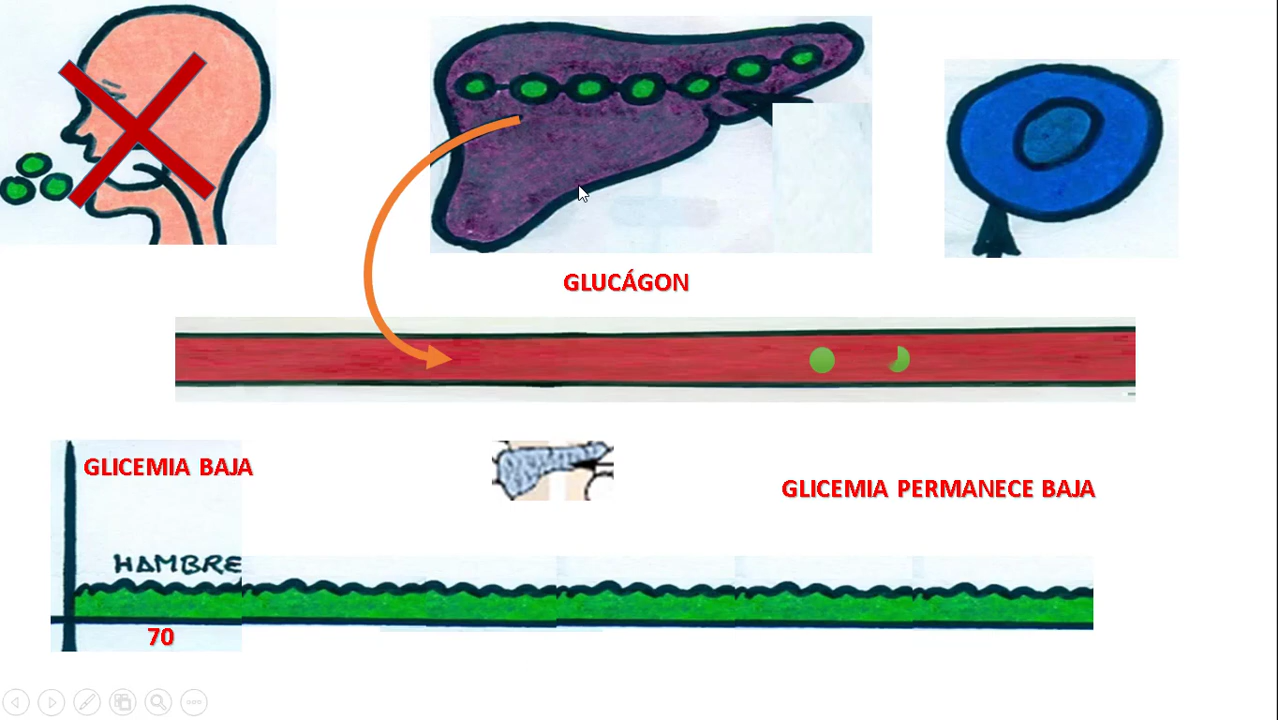 GLUCÁGON
GLICEMIA BAJA
GLICEMIA PERMANECE BAJA
HAMBRE
70